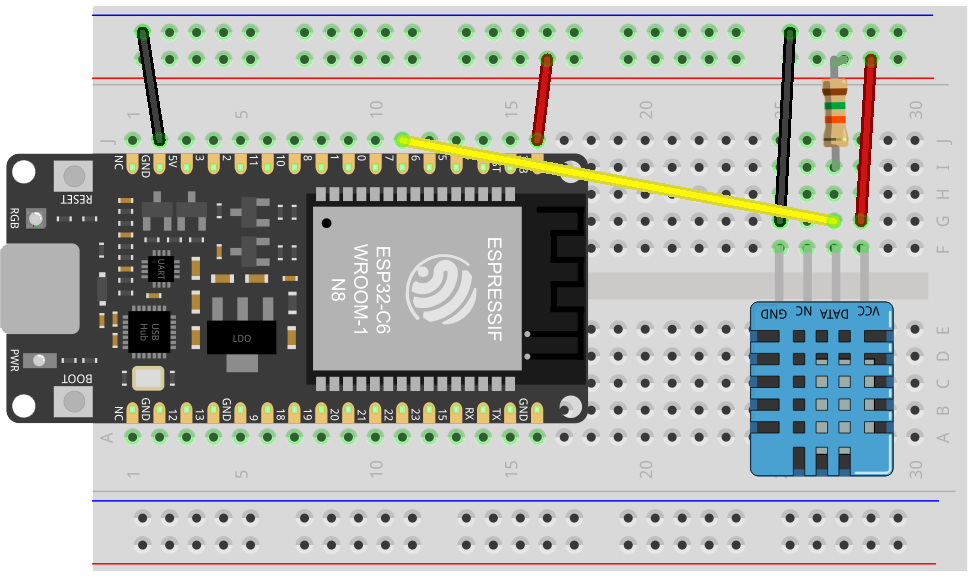 1 5 10 15 20 30
J J
NC GND 5V 3 2 11 10 8 1 0 7 6 5
I
H
G
F
RESET
RGB
UART
USB
Hub
LDO
ESPRESSIF
ESP32-C6
WROOM-1
N8
GND NC DATA VCC
PWR
BOOT
NC GND 12 13 GND 9 18 19 20 21 22 23 15 RX TX GND
E
D
C
B
A A
1 5 10 15 20 30